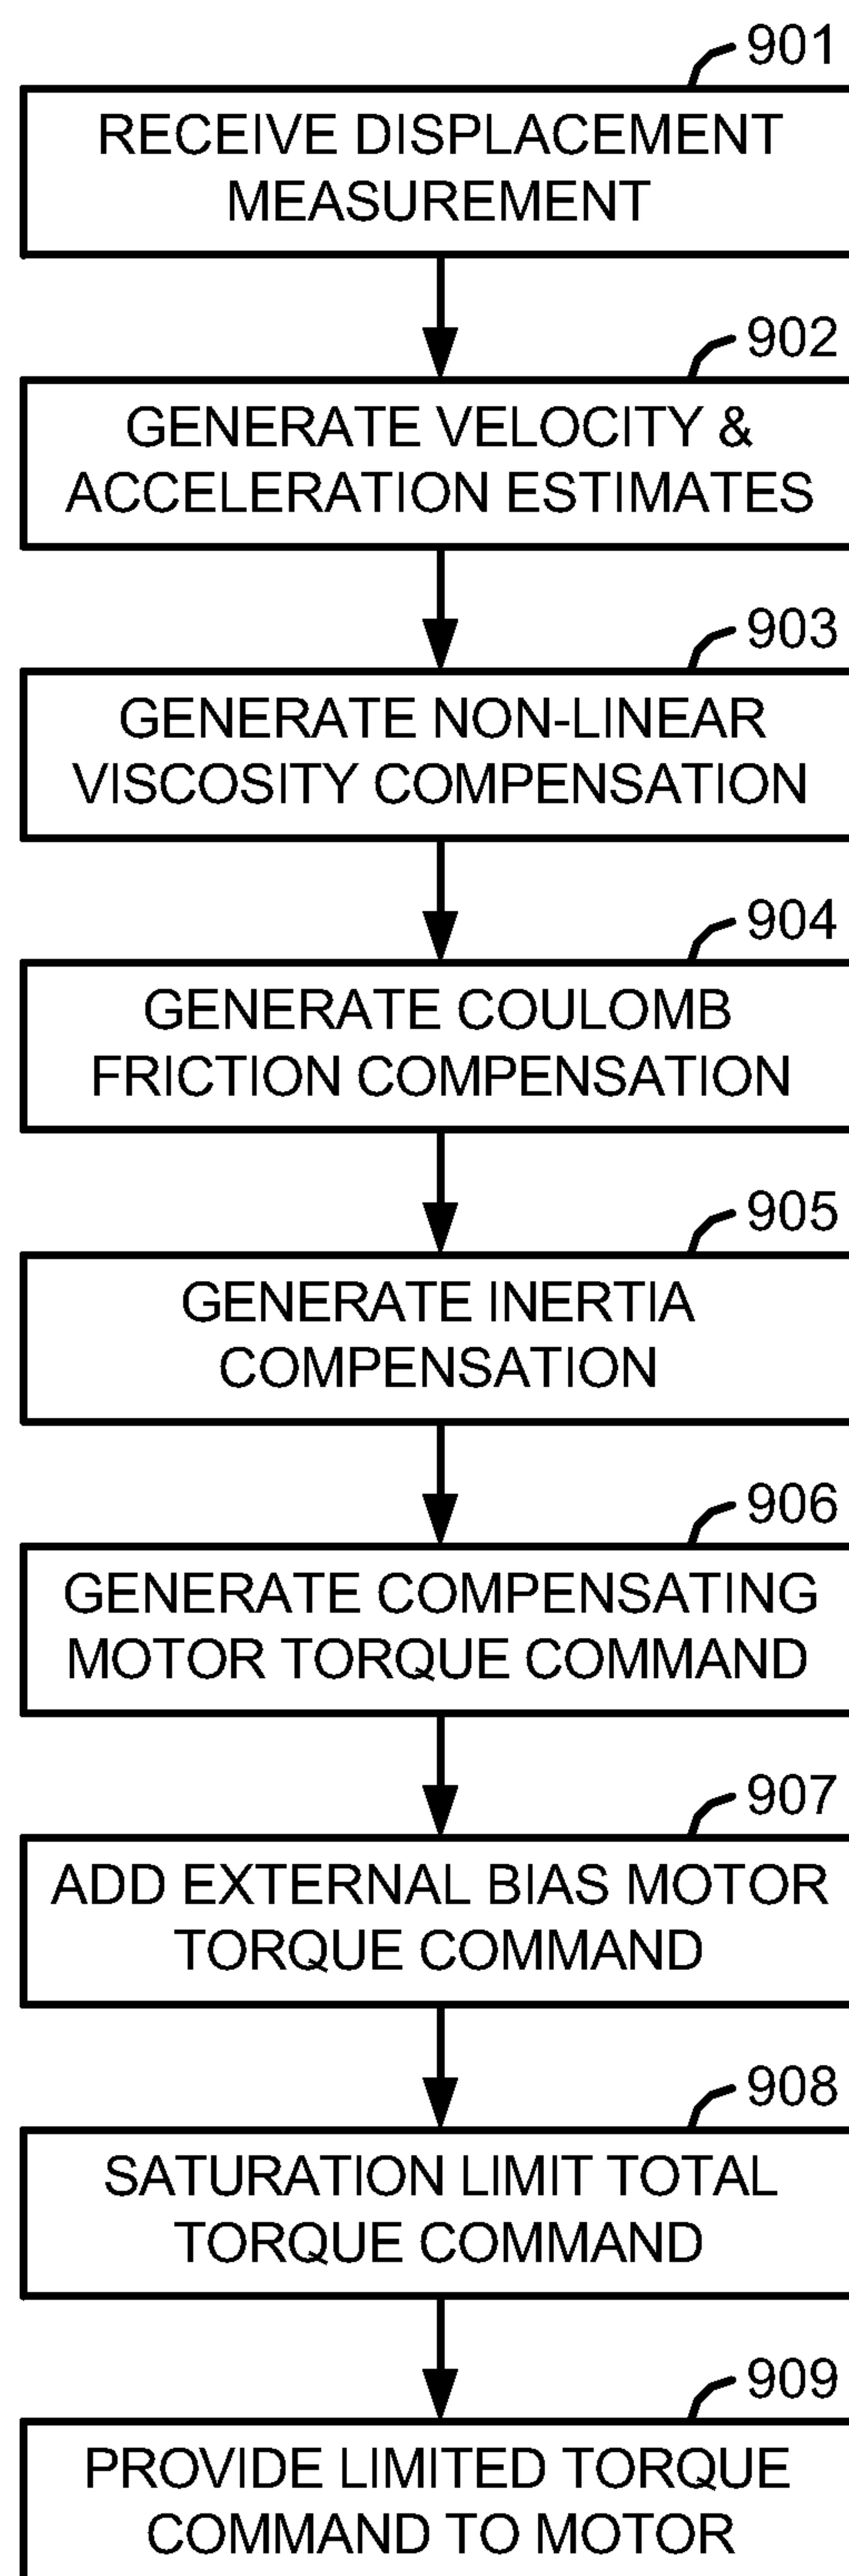 901
RECEIVE DISPLACEMENT
MEASUREMENT
902
GENERATE VELOCITY &
ACCELERATION ESTIMATES
903
GENERATE NON-LINEAR
VISCOSITY COMPENSATION
904
GENERATE COULOMB
FRICTION COMPENSATION
905
GENERATE INERTIA
COMPENSATION
906
GENERATE COMPENSATING
MOTOR TORQUE COMMAND
907
ADD EXTERNAL BIAS MOTOR
TORQUE COMMAND
908
SATURATION LIMIT TOTAL
TORQUE COMMAND
909
PROVIDE LIMITED TORQUE
COMMAND TO MOTOR